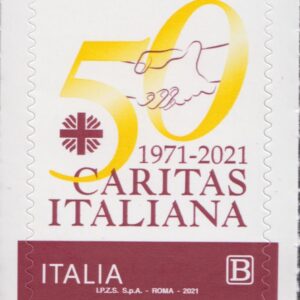 50
1971-2021
CARITAS
ITALIANA
ITALIA B
I.P.Z.S. S.p.A. - ROMA - 2021